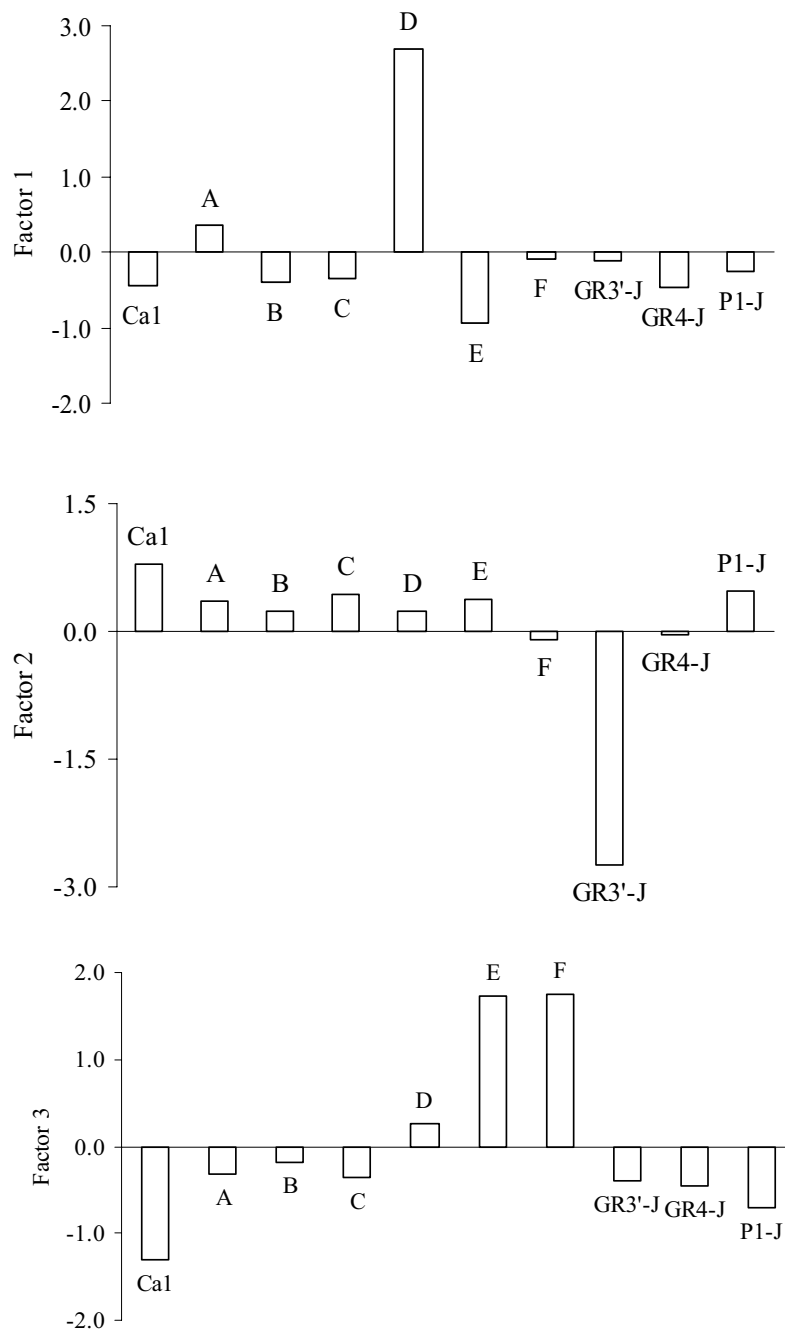 3.0
D
2.0
1.0
A
Factor 1
0.0
Ca1
B
C
F
GR3'-J
GR4-J
P1-J
-1.0
E
-2.0
1.5
Ca1
A
B
C
D
E
P1-J
0.0
Factor 2
F
GR4-J
-1.5
-3.0
GR3'-J
2.0
E
F
1.0
D
Factor 3
0.0
A
B
C
GR3'-J
GR4-J
P1-J
-1.0
Ca1
-2.0